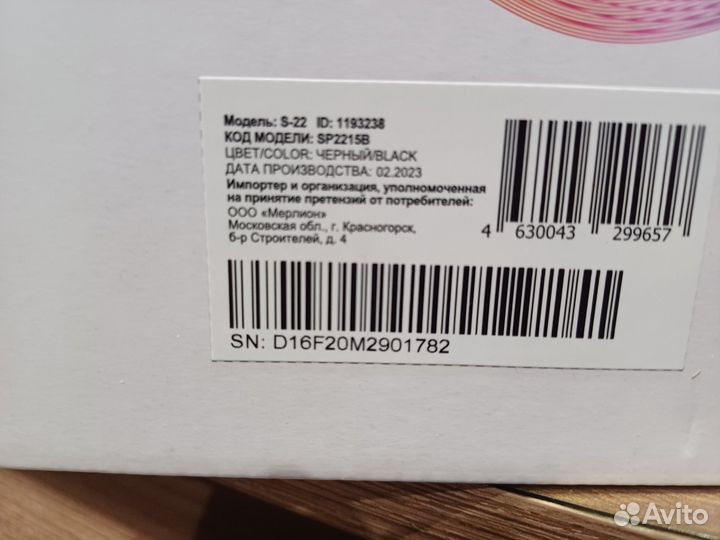 Модель: S-22 ID: 1193238
КОД МОДЕЛИ: SP2215B
ЦВЕТ/COLOR: ЧЕРНЫЙ/BLACK
ДАТА ПРОИЗВОДСТВА: 02.2023
Импортер и организация, уполномоченная
на принятие претензий от потребителей:
ООО «Мерлион»
Московская обл., г. Красногорск,
б-р Строителей, д. 4
4 630043 299657
SN: D16F20M2901782
Avito